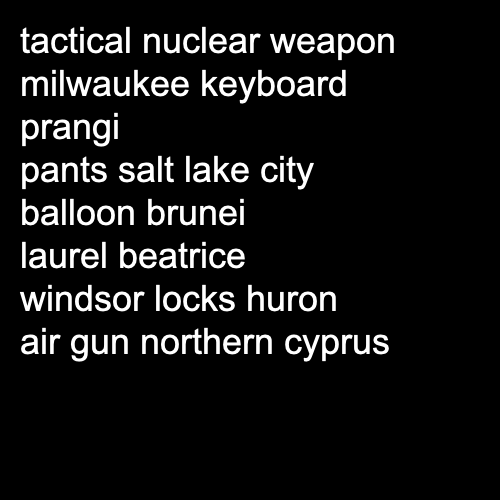 tactical nuclear weapon
milwaukee keyboard
prangi
pants salt lake city
balloon brunei
laurel beatrice
windsor locks huron
air gun northern cyprus